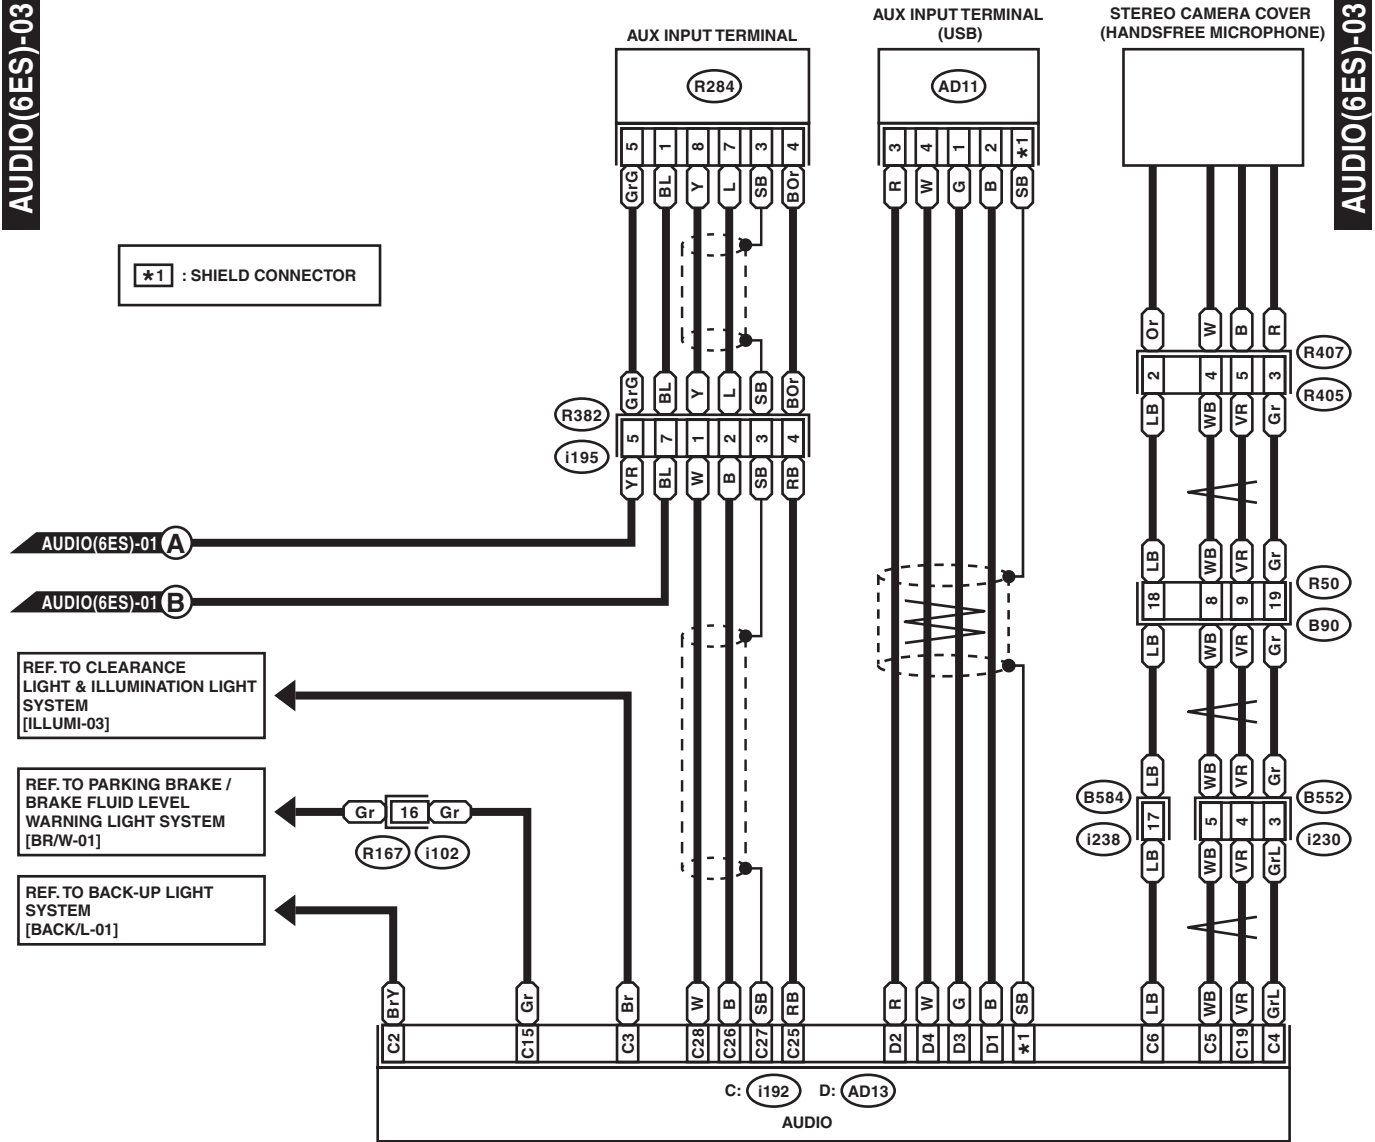 AUDIO(6ES)-03
AUDIO(6ES)-03
AUX INPUT TERMINAL
AUX INPUT TERMINAL
(USB)
STEREO CAMERA COVER
(HANDSFREE MICROPHONE)
R284
AD11
5 1 8 7 3 4
3 4 1 2 *1
GrG BL Y L SB BOr
R W G B SB
*1 : SHIELD CONNECTOR
Or W B R
R407
2 4 5 3
R405
LB WB VR Gr
GrG BL Y L SB BOr
R382
5 7 1 2 3 4
i195
YR BL W B SB RB
AUDIO(6ES)-01 A
LB WB VR Gr
R50
18 8 9 19
B90
LB WB VR Gr
AUDIO(6ES)-01 B
REF. TO CLEARANCE
LIGHT & ILLUMINATION LIGHT
SYSTEM
[ILLUMI-03]
REF. TO PARKING BRAKE /
BRAKE FLUID LEVEL
WARNING LIGHT SYSTEM
[BR/W-01]
Gr 16 Gr
R167 i102
LB WB VR Gr
B584
B552
17 5 4 3
i238
i230
LB WB VR GrL
REF. TO BACK-UP LIGHT
SYSTEM
[BACK/L-01]
BrY Gr Br W B SB RB R W G B SB LB WB VR GrL
C2 C15 C3 C28 C26 C27 C25 D2 D4 D3 D1 *1 C6 C5 C19 C4
C: i192 D: AD13
AUDIO